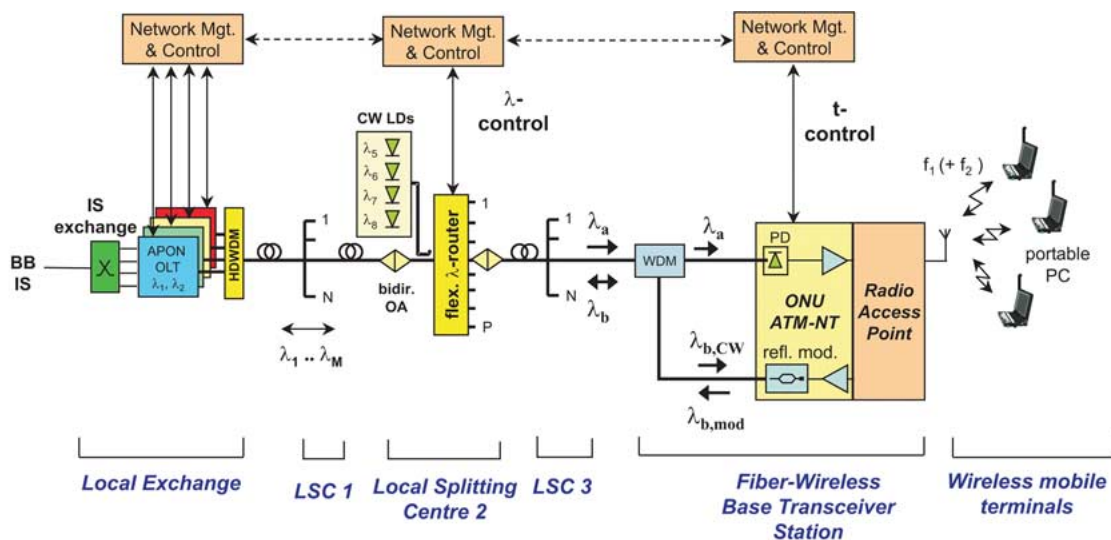 Network Mgt.
& Control
Network Mgt.
& Control
Network Mgt.
& Control
λ-
control
t-
control
CW LDs
λ5
λ6
λ7
λ8
IS
exchange
BB
IS
APON
OLT
λ1, λ2
HDWDM
1
N
λ1 .. λM
bidir.
OA
flex. λ-router
1
P
1
N
λa
λb
WDM
λa
λb,CW
λb,mod
PD
ONU
ATM-NT
refl. mod.
Radio
Access
Point
f1 (+ f2)
portable
PC
Local Exchange
LSC 1
Local Splitting
Centre 2
LSC 3
Fiber-Wireless
Base Transceiver
Station
Wireless mobile
terminals